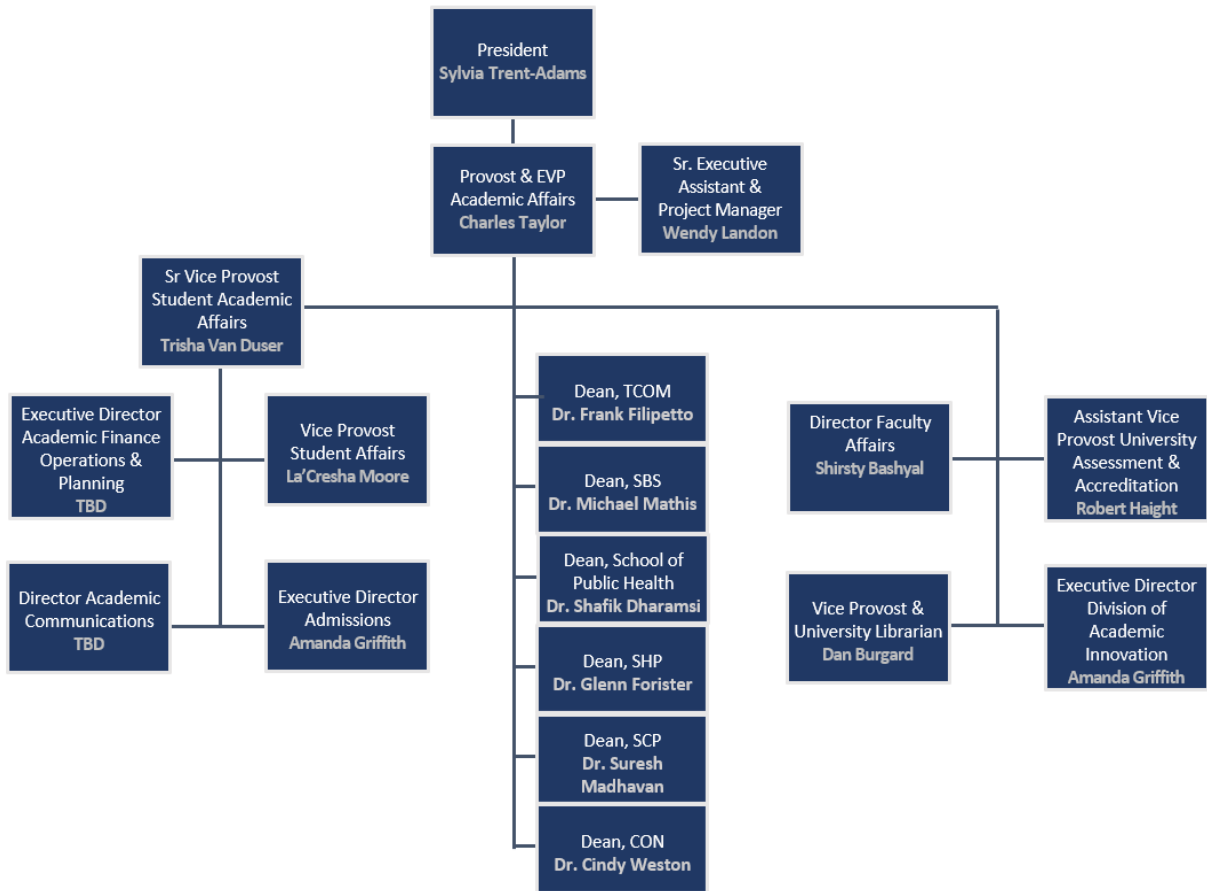 President
Sylvia Trent-Adams
Provost & EVP
Academic Affairs
Charles Taylor
Sr. Executive
Assistant &
Project Manager
Wendy Landon
Sr Vice Provost
Student Academic
Affairs
Trisha Van Duser
Executive Director
Academic Finance
Operations &
Planning
TBD
Vice Provost
Student Affairs
La’Cresha Moore
Director Academic
Communications
TBD
Executive Director
Admissions
Amanda Griffith
Dean, TCOM
Dr. Frank Filipetto
Dean, SBS
Dr. Michael Mathis
Dean, School of
Public Health
Dr. Shafik Dharamsi
Dean, SHP
Dr. Glenn Forister
Dean, SCP
Dr. Suresh
Madhavan
Dean, CON
Dr. Cindy Weston
Director Faculty
Affairs
Shirsty Bashyal
Assistant Vice
Provost University
Assessment &
Accreditation
Robert Haight
Vice Provost &
University Librarian
Dan Burgard
Executive Director
Division of
Academic
Innovation
Amanda Griffith